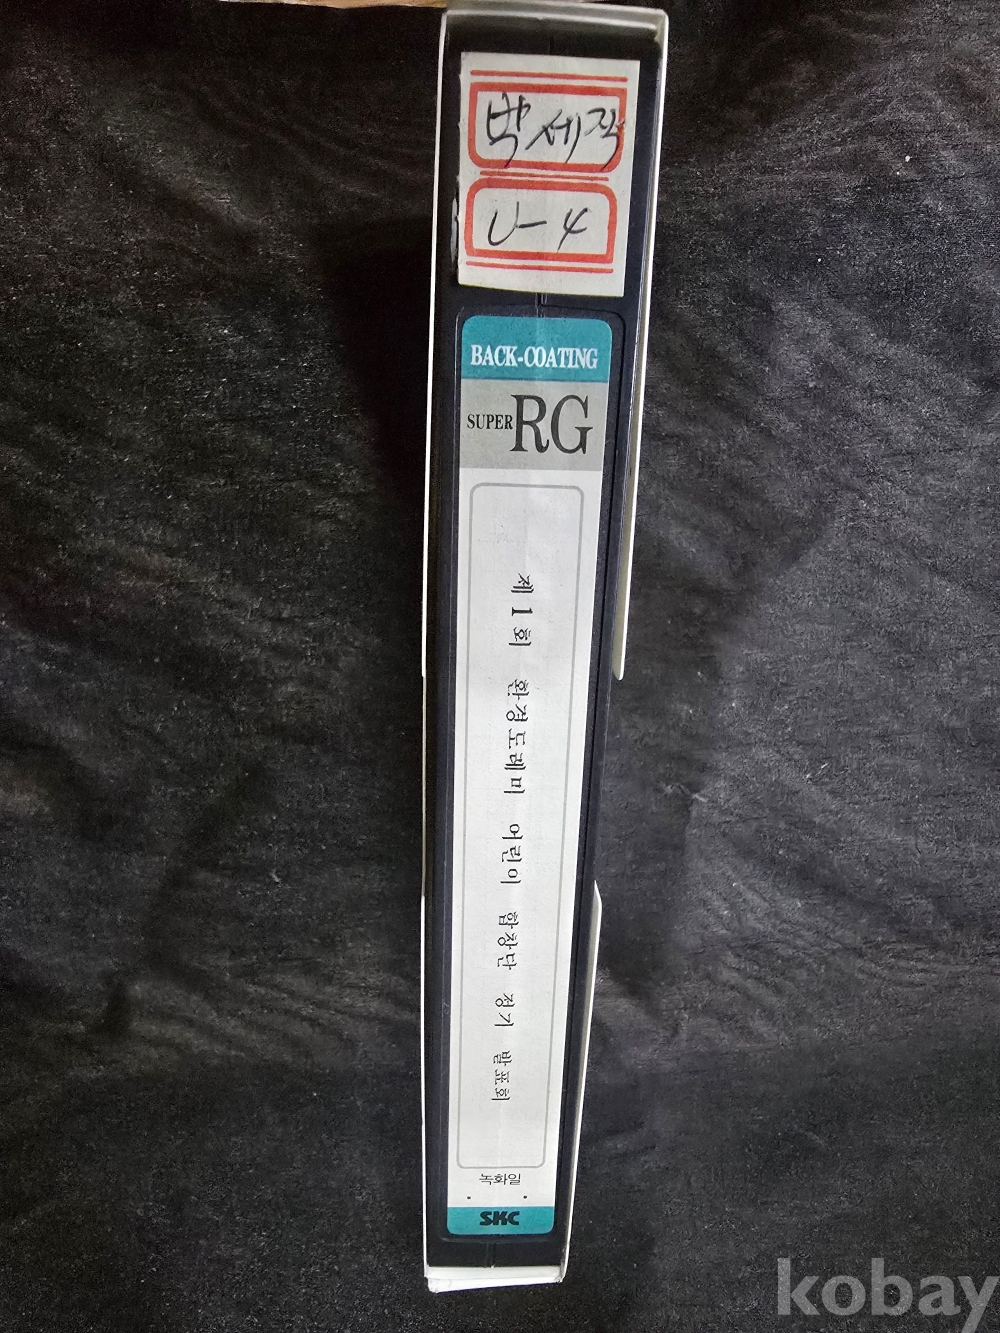 박세직
U-4
BACK-COATING
SUPER RG
제1회 환경도레미 어린이 합창단 정기 발표회
녹화일
. .
SKC
kobay